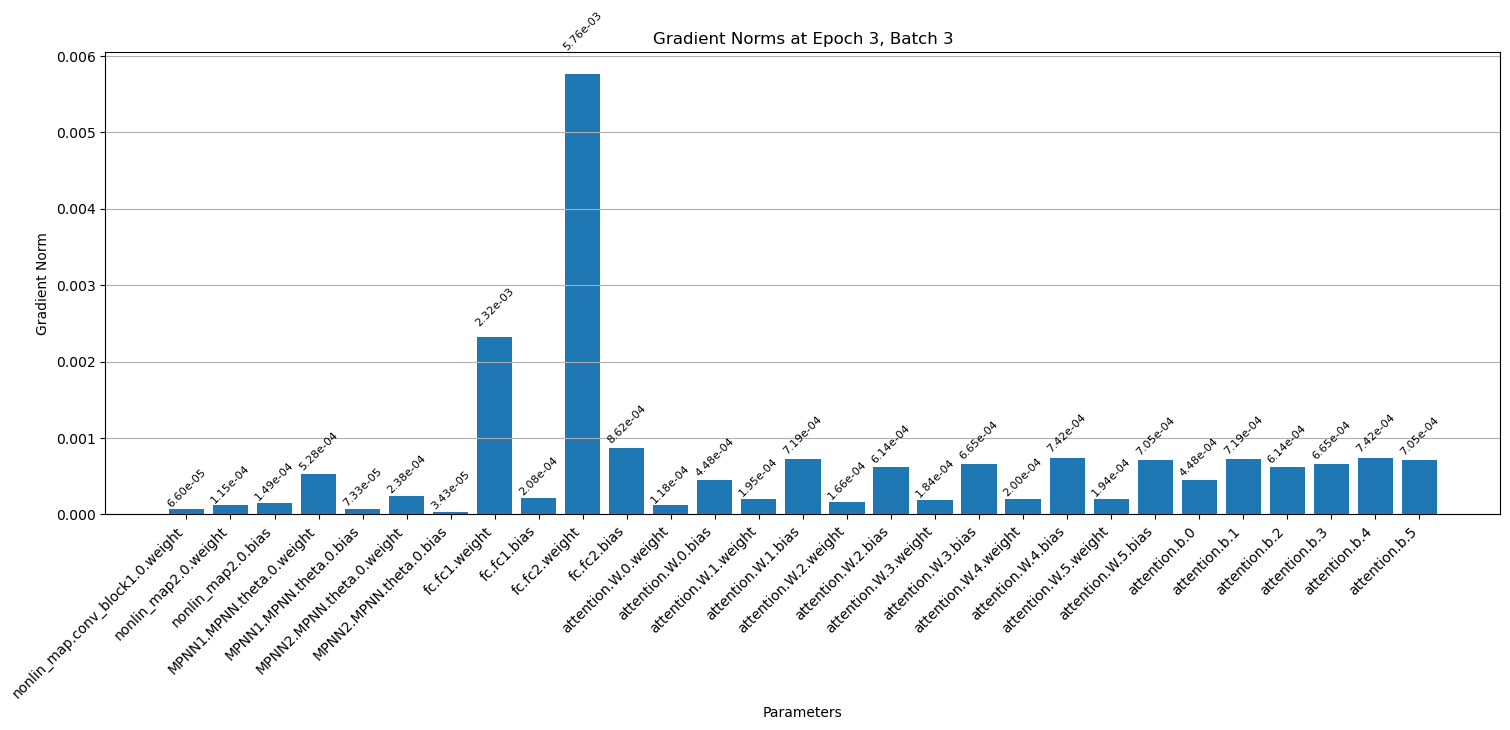 Gradient Norms at Epoch 3, Batch 3
Gradient Norm
0.006
0.005
0.004
0.003
0.002
0.001
0.000
6.60e-05
1.15e-04
1.49e-04
5.28e-04
7.33e-05
2.38e-04
3.43e-05
2.32e-03
2.08e-04
5.76e-03
8.62e-04
1.18e-04
4.48e-04
1.95e-04
7.19e-04
1.66e-04
6.14e-04
1.84e-04
6.65e-04
2.00e-04
7.42e-04
1.94e-04
7.05e-04
4.48e-04
7.19e-04
6.14e-04
6.65e-04
7.42e-04
7.05e-04
nonlin_map.conv_block1.0.weight
nonlin_map2.0.weight
nonlin_map2.0.bias
MPNN1.MPNN.theta.0.weight
MPNN1.MPNN.theta.0.bias
MPNN2.MPNN.theta.0.weight
MPNN2.MPNN.theta.0.bias
fc.fc1.weight
fc.fc1.bias
fc.fc2.weight
fc.fc2.bias
attention.W.0.weight
attention.W.0.bias
attention.W.1.weight
attention.W.1.bias
attention.W.2.weight
attention.W.2.bias
attention.W.3.weight
attention.W.3.bias
attention.W.4.weight
attention.W.4.bias
attention.W.5.weight
attention.W.5.bias
attention.b.0
attention.b.1
attention.b.2
attention.b.3
attention.b.4
attention.b.5
Parameters